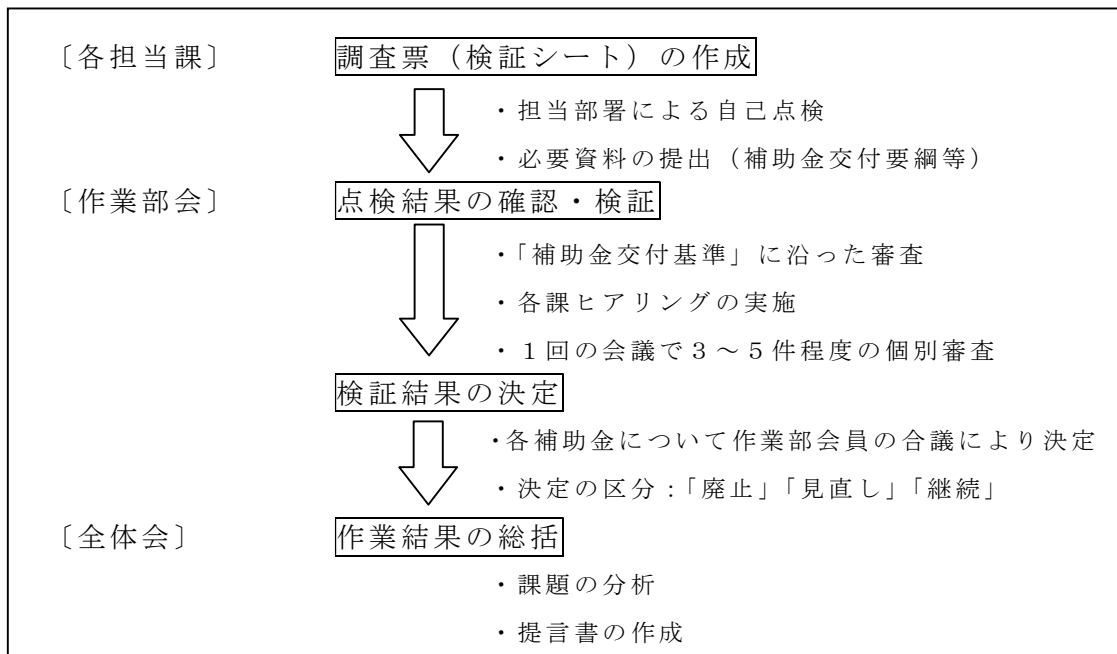 〔各担当課〕 調査票（検証シート）の作成
・担当部署による自己点検
・必要資料の提出（補助金交付要綱等）
〔作業部会〕 点検結果の確認・検証
・「補助金交付基準」に沿った審査
・各課ヒアリングの実施
・１回の会議で３～５件程度の個別審査
検証結果の決定
・各補助金について作業部会員の合議により決定
・決定の区分：「廃止」「見直し」「継続」
〔全体会〕 作業結果の総括
・課題の分析
・提言書の作成